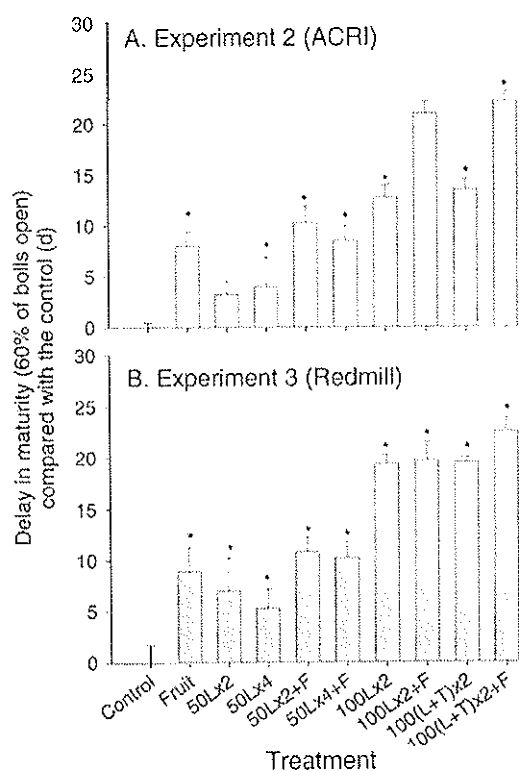 A. Experiment 2 (ACRI)
30
25
20
15
10
5
0
Delay in maturity (60% of bolls open)
compared with the control (d)
B. Experiment 3 (Redmill)
30
25
20
15
10
5
0
Control
Fruit
50Lx2
50Lx4
50Lx2+F
50Lx4+F
100Lx2
100Lx2+F
100(L+T)x2
100(L+T)x2+F
Treatment